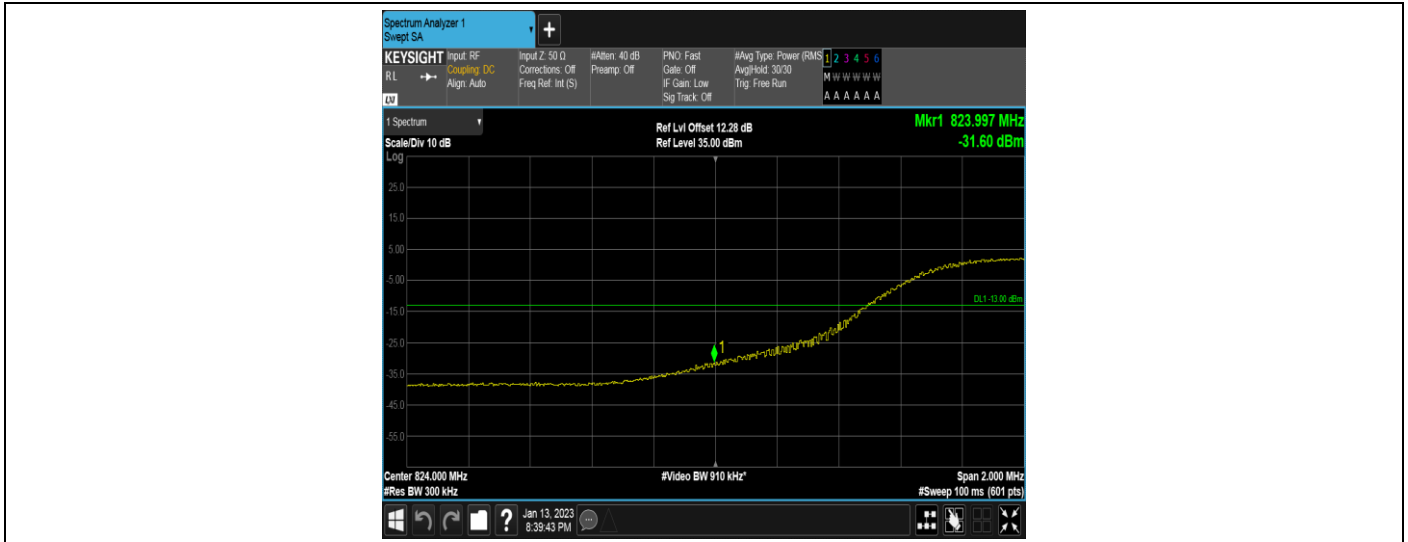 Spectrum Analyzer 1
Swept SA
+
KEYSIGHT Input: RF Input Z: 50 Ω #Atten: 40 dB PNO: Fast #Avg Type: Power (RMS 1 2 3 4 5 6
RL Coupling: DC Corrections: Off Preamp: Off Gate: Off Avg|Hold: 30/30 M W W W W W
Align: Auto Freq Ref: Int (S) IF Gain: Low Trig: Free Run
LXI Sig Track: Off A A A A A A
1 Spectrum Ref Lvl Offset 12.28 dB Mkr1 823.997 MHz
Scale/Div 10 dB Ref Level 35.00 dBm -31.60 dBm
Log
25.0
15.0
5.00
-5.00
DL1 -13.00 dBm
-15.0
-25.0
1
-35.0
-45.0
-55.0
Center 824.000 MHz #Video BW 910 kHz* Span 2.000 MHz
#Res BW 300 kHz #Sweep 100 ms (601 pts)
? Jan 13, 2023
8:39:43 PM